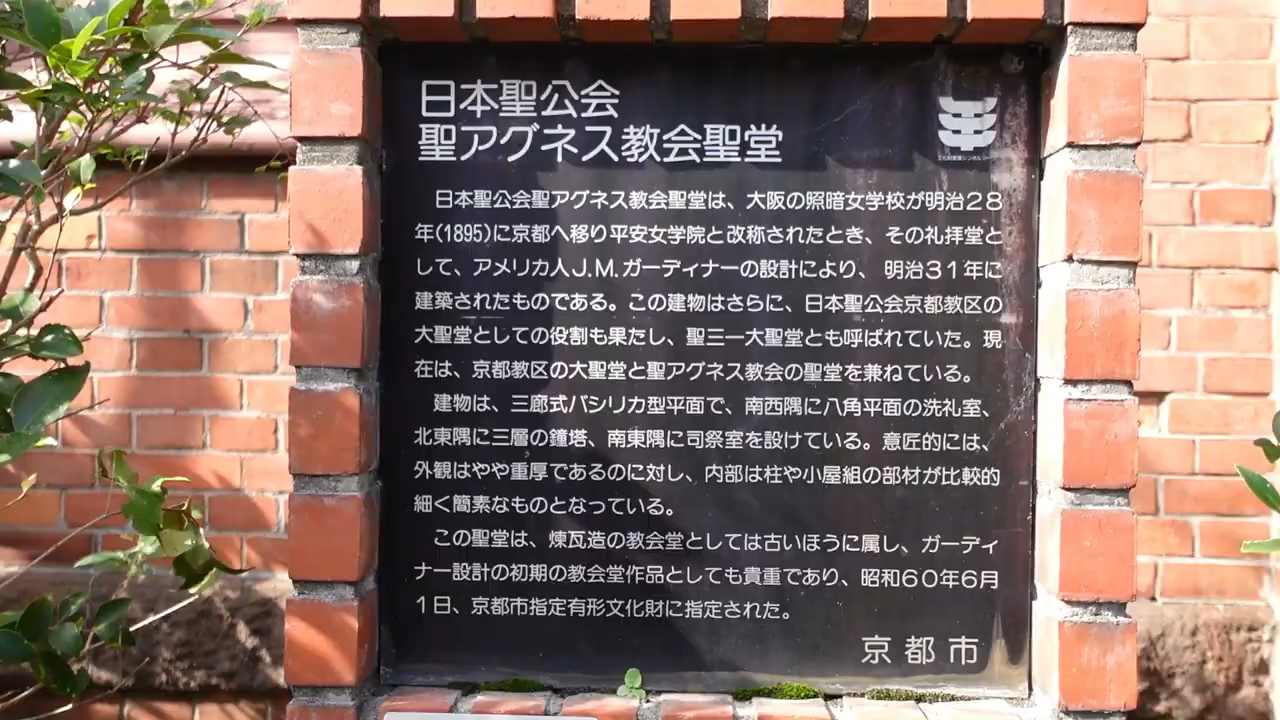 日本聖公会
聖アグネス教会聖堂
日本聖公会聖アグネス教会聖堂は、大阪の照暗女学校が明治28
年(1895)に京都へ移り平安女学院と改称されたとき、その礼拝堂と
して、アメリカ人J.M.ガーディナーの設計により、明治31年に
建築されたものである。この建物はさらに、日本聖公会京都教区の
大聖堂としての役割も果たし、聖三一大聖堂とも呼ばれていた。現
在は、京都教区の大聖堂と聖アグネス教会の聖堂を兼ねている。
建物は、三廊式バシリカ型平面で、南西隅に八角平面の洗礼室、
北東隅に三層の鐘塔、南東隅に司祭室を設けている。意匠的には、
外観はやや重厚であるのに対し、内部は柱や小屋組の部材が比較的
細く簡素なものとなっている。
この聖堂は、煉瓦造の教会堂としては古いほうに属し、ガーディ
ナー設計の初期の教会堂作品としても貴重であり、昭和60年6月
1日、京都市指定有形文化財に指定された。
京都市